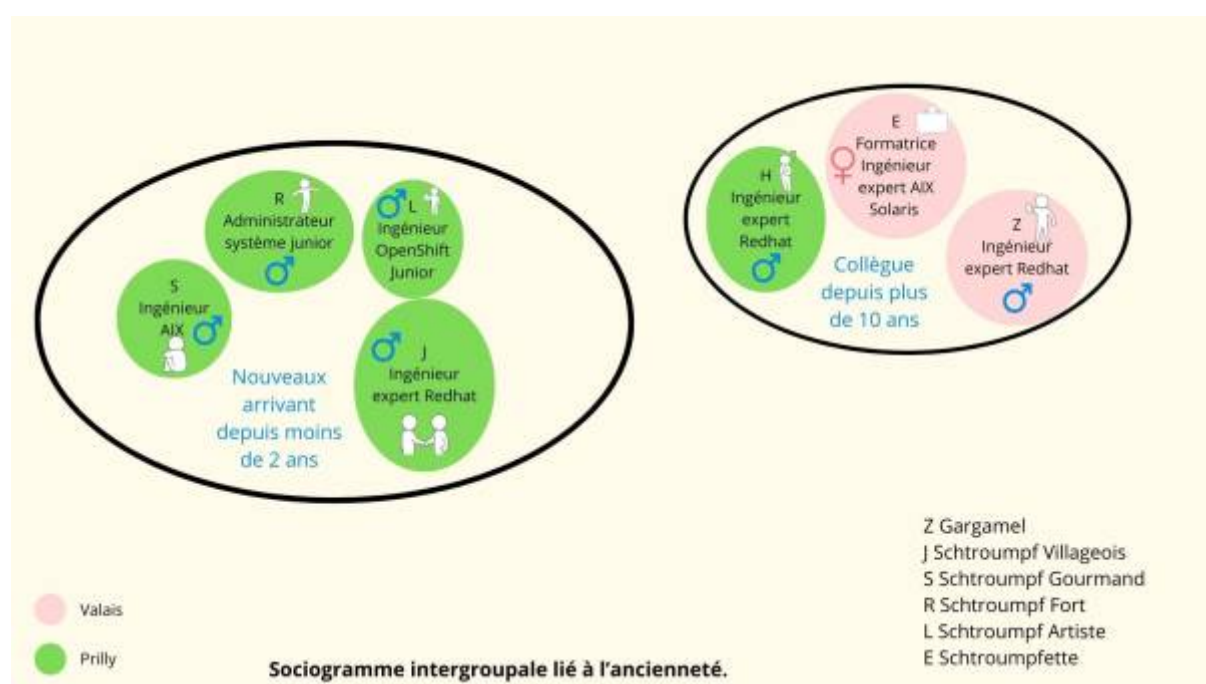 R
Administrateur
système junior
L
Ingénieur
OpenShift
Junior
S
Ingénieur
AIX
J
Ingénieur
expert Redhat
Nouveaux
arrivant
depuis moins
de 2 ans
E
Formatrice
Ingénieur
expert AIX
Solaris
H
Ingénieur
expert
Redhat
Z
Ingénieur
expert Redhat
Collègue
depuis plus
de 10 ans
Z Gargamel
J Schtroumpf Villageois
S Schtroumpf Gourmand
R Schtroumpf Fort
L Schtroumpf Artiste
E Schtroumpfette
Valais
Prilly
Sociogramme intergroupale lié à l'ancienneté.